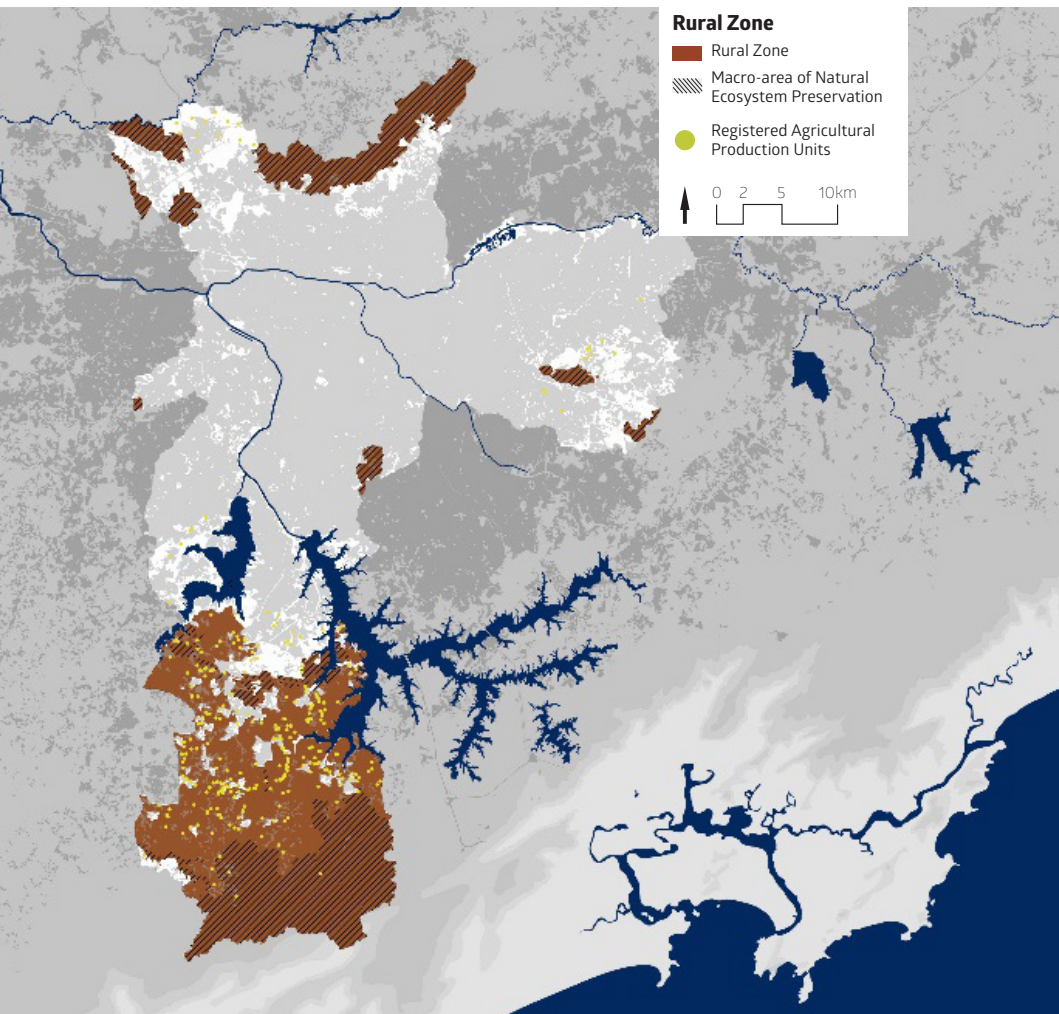 Rural Zone
Rural Zone
Macro-area of Natural
Ecosystem Preservation
Registered Agricultural
Production Units
0 2 5 10km